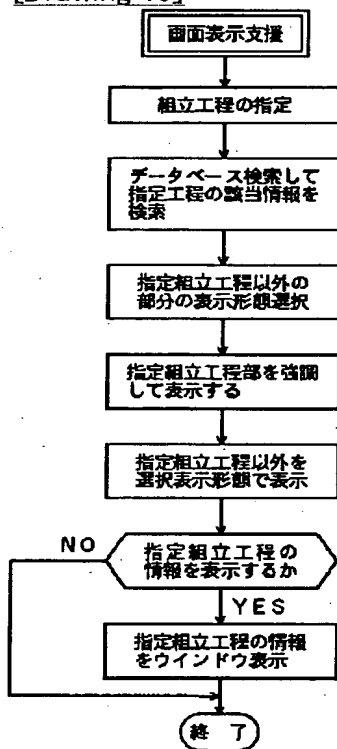 画面表示支援
組立工程の指定
データベース検索して
指定工程の該当情報を
検索
指定組立工程以外の
部分の表示形態選択
指定組立工程部を強調
して表示する
指定組立工程以外を
選択表示形態で表示
NO
指定組立工程の
情報を表示するか
YES
指定組立工程の情報
をウインドウ表示
終了